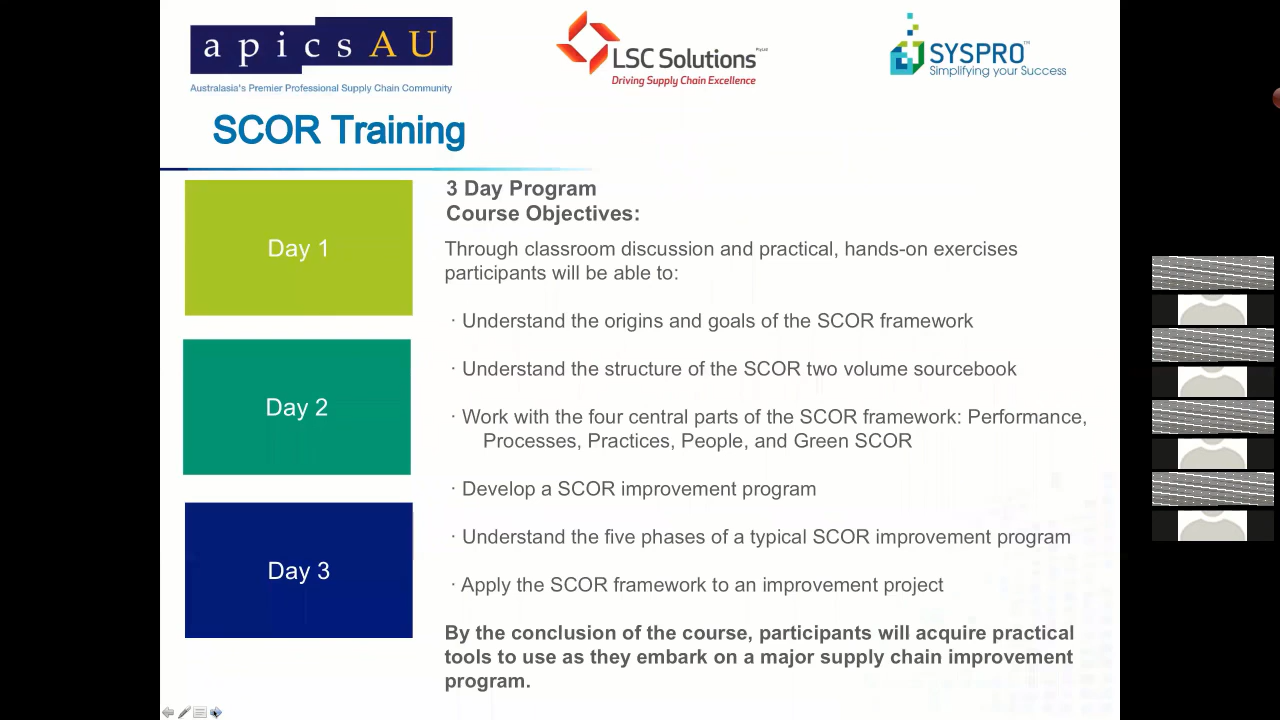 apicsAU
Australasia's Premier Professional Supply Chain Community
LSC Solutions
Driving Supply Chain Excellence
SYSPRO™
Simplifying your Success
SCOR Training
Day 1
Day 2
Day 3
3 Day Program
Course Objectives:
Through classroom discussion and practical, hands-on exercises
participants will be able to:
· Understand the origins and goals of the SCOR framework
· Understand the structure of the SCOR two volume sourcebook
· Work with the four central parts of the SCOR framework: Performance,
Processes, Practices, People, and Green SCOR
· Develop a SCOR improvement program
· Understand the five phases of a typical SCOR improvement program
· Apply the SCOR framework to an improvement project
By the conclusion of the course, participants will acquire practical
tools to use as they embark on a major supply chain improvement
program.